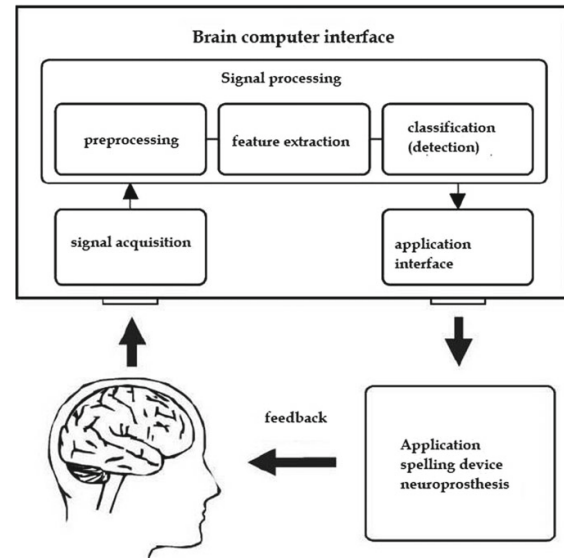 Brain computer interface
Signal processing
preprocessing
feature extraction
classification
(detection)
signal acquisition
application
interface
feedback
Application
spelling device
neuroprosthesis